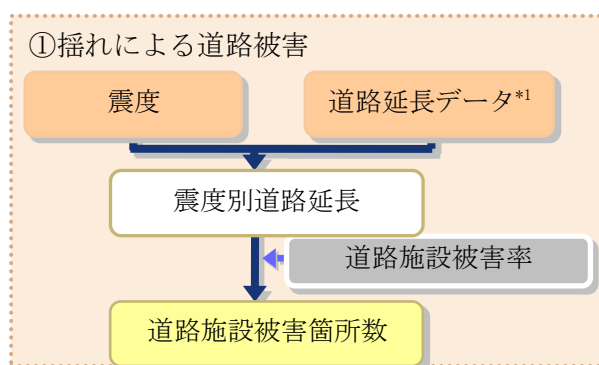 ①揺れによる道路被害
震度
道路延長データ*1
震度別道路延長
道路施設被害率
道路施設被害箇所数